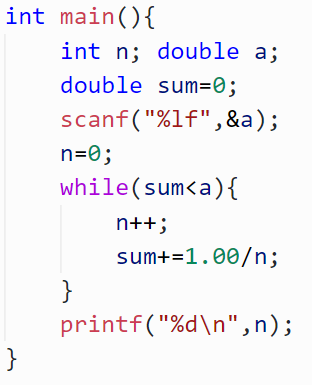 int main(){
int n; double a;
double sum=0;
scanf("%lf",&a);
n=0;
while(sum<a){
n++;
sum+=1.00/n;
}
printf("%d\n",n);
}